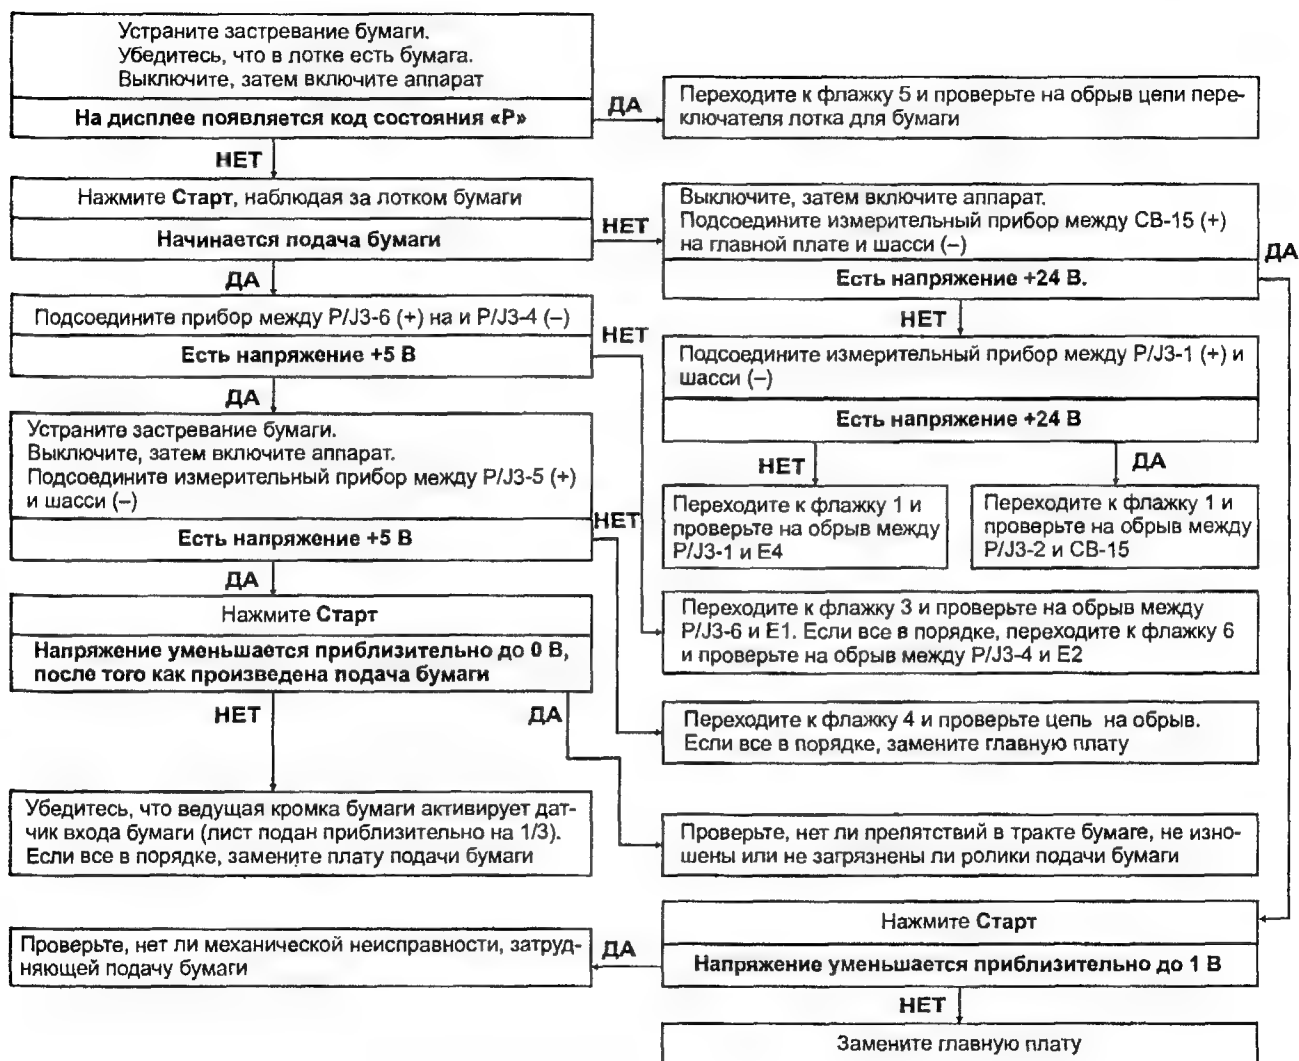 Устраните застревание бумаги.
Убедитесь, что в лотке есть бумага.
Выключите, затем включите аппарат
На дисплее появляется код состояния «Р»
ДА
Переходите к флажку 5 и проверьте на обрыв цепи пере-
ключателя лотка для бумаги
НЕТ
Нажмите Старт, наблюдая за лотком бумаги
Начинается подача бумаги
НЕТ
Выключите, затем включите аппарат.
Подсоедините измерительный прибор между СВ-15 (+)
на главной плате и шасси (–)
Есть напряжение +24 В.
ДА
ДА
Подсоедините прибор между P/J3-6 (+) на и P/J3-4 (–)
Есть напряжение +5 В
НЕТ
НЕТ
Подсоедините измерительный прибор между P/J3-1 (+) и
шасси (–)
Есть напряжение +24 В
ДА
Устраните застревание бумаги.
Выключите, затем включите аппарат.
Подсоедините измерительный прибор между P/J3-5 (+)
и шасси (–)
Есть напряжение +5 В
НЕТ
НЕТ
ДА
Переходите к флажку 1 и
проверьте на обрыв между
P/J3-1 и E4
Переходите к флажку 1 и
проверьте на обрыв между
P/J3-2 и СВ-15
ДА
Нажмите Старт
Напряжение уменьшается приблизительно до 0 В,
после того как произведена подача бумаги
Переходите к флажку 3 и проверьте на обрыв между
P/J3-6 и E1. Если все в порядке, переходите к флажку 6
и проверьте на обрыв между P/J3-4 и E2
НЕТ
ДА
Переходите к флажку 4 и проверьте цепь на обрыв.
Если все в порядке, замените главную плату
Убедитесь, что ведущая кромка бумаги активирует дат-
чик входа бумаги (лист подан приблизительно на 1/3).
Если все в порядке, замените плату подачи бумаги
Проверьте, нет ли препятствий в тракте бумаге, не изно-
шены или не загрязнены ли ролики подачи бумаги
Нажмите Старт
Напряжение уменьшается приблизительно до 1 В
ДА
Проверьте, нет ли механической неисправности, затруд-
няющей подачу бумаги
НЕТ
Замените главную плату